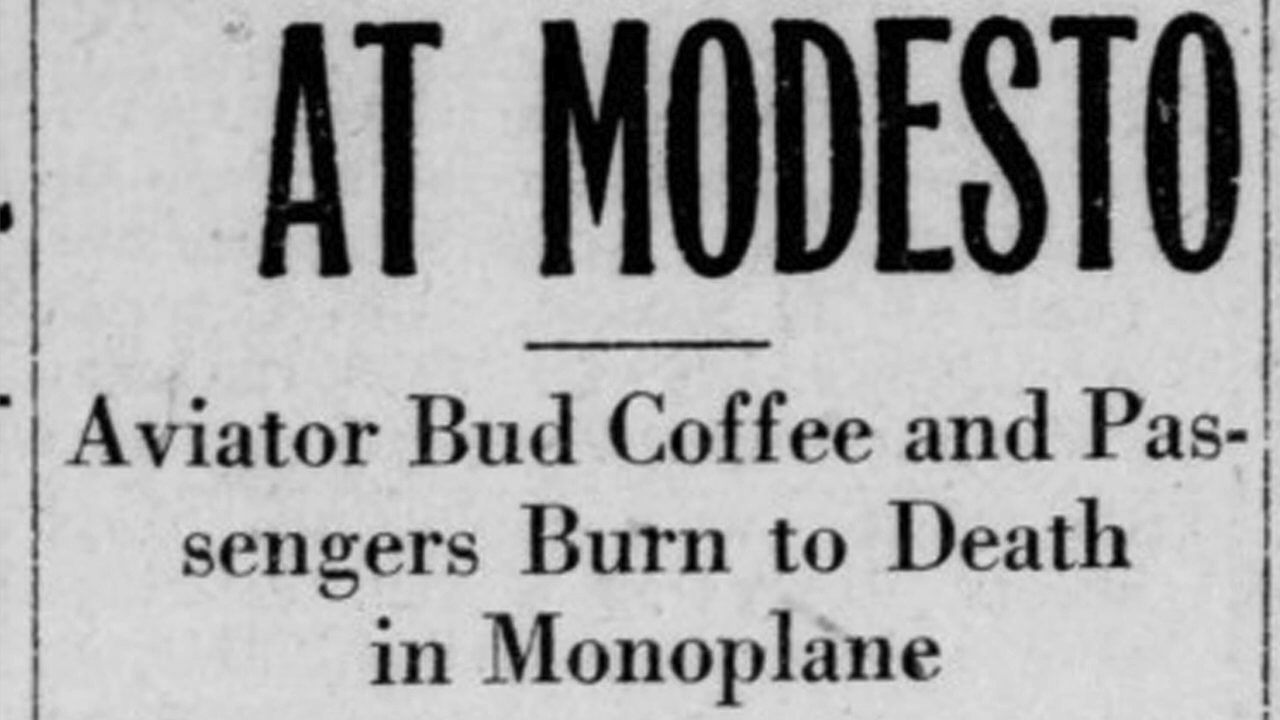 AT MODESTO
Aviator Bud Coffee and Pas-
sengers Burn to Death
in Monoplane